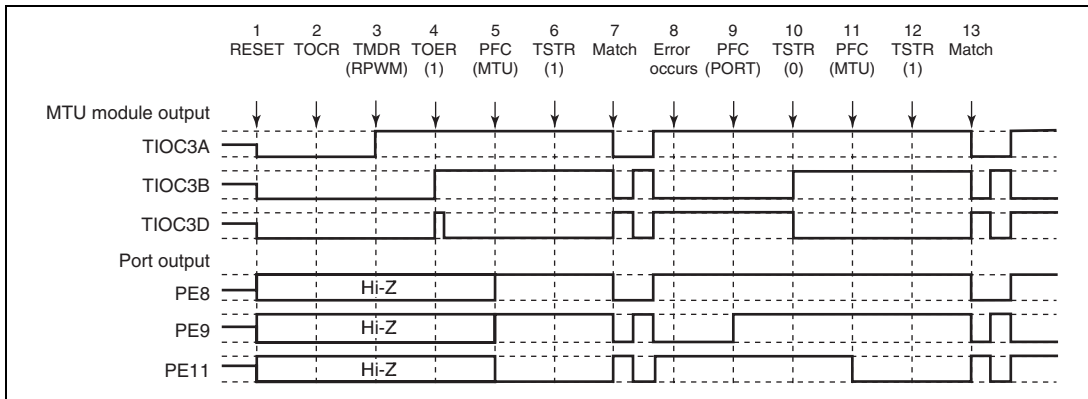 1 2 3 4 5 6 7 8 9 10 11 12 13
RESET TOCR TMDR TOER PFC TSTR Match Error PFC TSTR PFC TSTR Match
(RPWM) (1) (MTU) (1) occurs (PORT) (0) (MTU) (1)
MTU module output
TIOC3A
TIOC3B
TIOC3D
Port output
PE8 Hi-Z
PE9 Hi-Z
PE11 Hi-Z